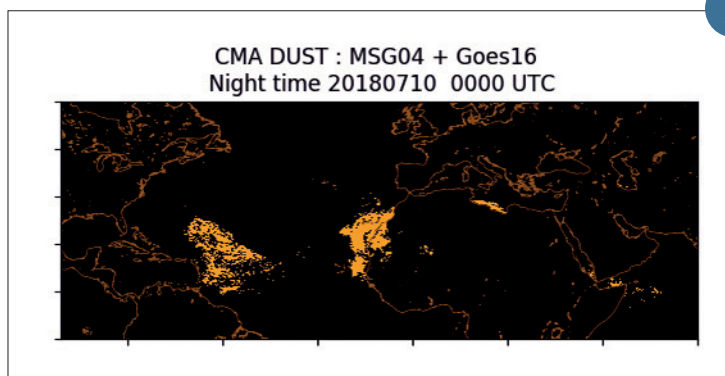 CMA DUST : MSG04 + Goes16
Night time 20180710  0000 UTC